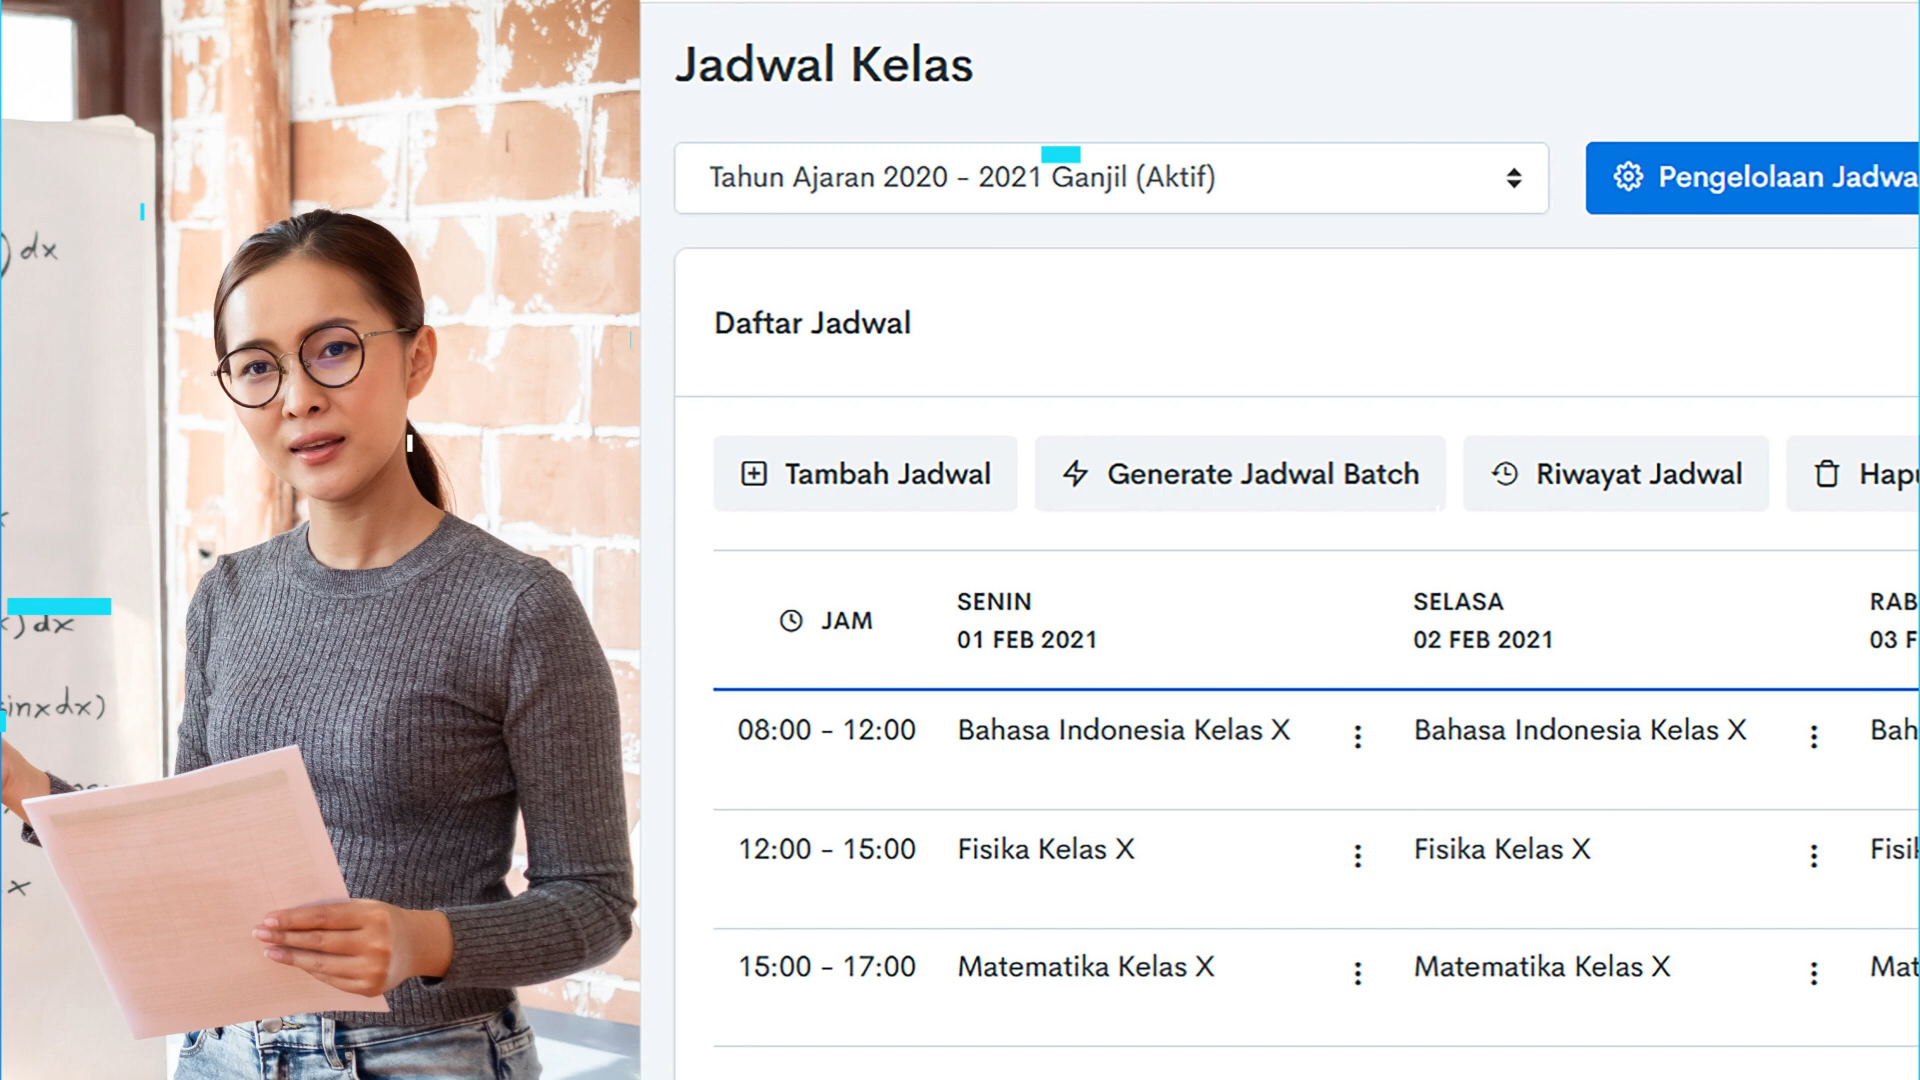 ) dx
x) dx
sinxdx)
x
Jadwal Kelas
Tahun Ajaran 2020 - 2021 Ganjil (Aktif)
Pengelolaan Jadwa
Daftar Jadwal
Tambah Jadwal
Generate Jadwal Batch
Riwayat Jadwal
Hapu
JAM
SENIN
01 FEB 2021
SELASA
02 FEB 2021
RAB
03 F
08:00 - 12:00 Bahasa Indonesia Kelas X Bahasa Indonesia Kelas X Bah
12:00 - 15:00 Fisika Kelas X Fisika Kelas X Fisik
15:00 - 17:00 Matematika Kelas X Matematika Kelas X Mat